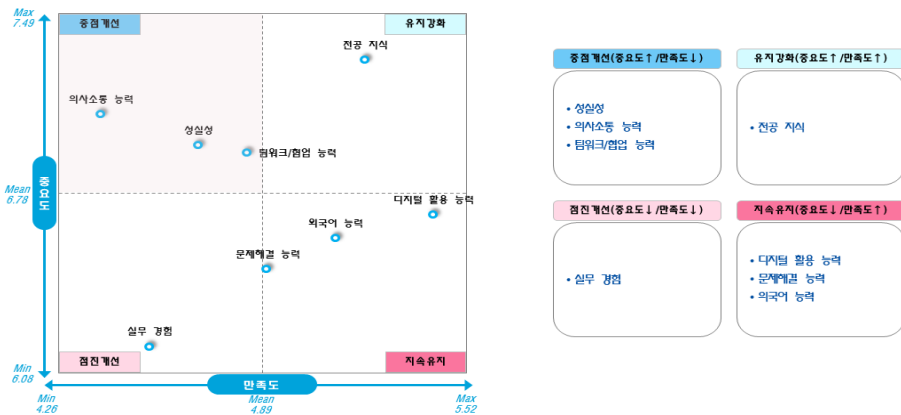 Max
7.49
중점개선
유지강화
전공 지식
의사소통 능력
성실성
팀워크/협업 능력
Mean
6.78
중요도
디지털 활용 능력
외국어 능력
문제해결 능력
실무 경험
Min
6.08
점진개선
지속유지
만족도
Min
4.26
Mean
4.89
Max
5.52
중점개선(중요도↑/만족도↓)
• 성실성
• 의사소통 능력
• 팀워크/협업 능력
유지강화(중요도↑/만족도↑)
• 전공 지식
점진개선(중요도↓/만족도↓)
• 실무 경험
지속유지(중요도↓/만족도↑)
• 디지털 활용 능력
• 문제해결 능력
• 외국어 능력